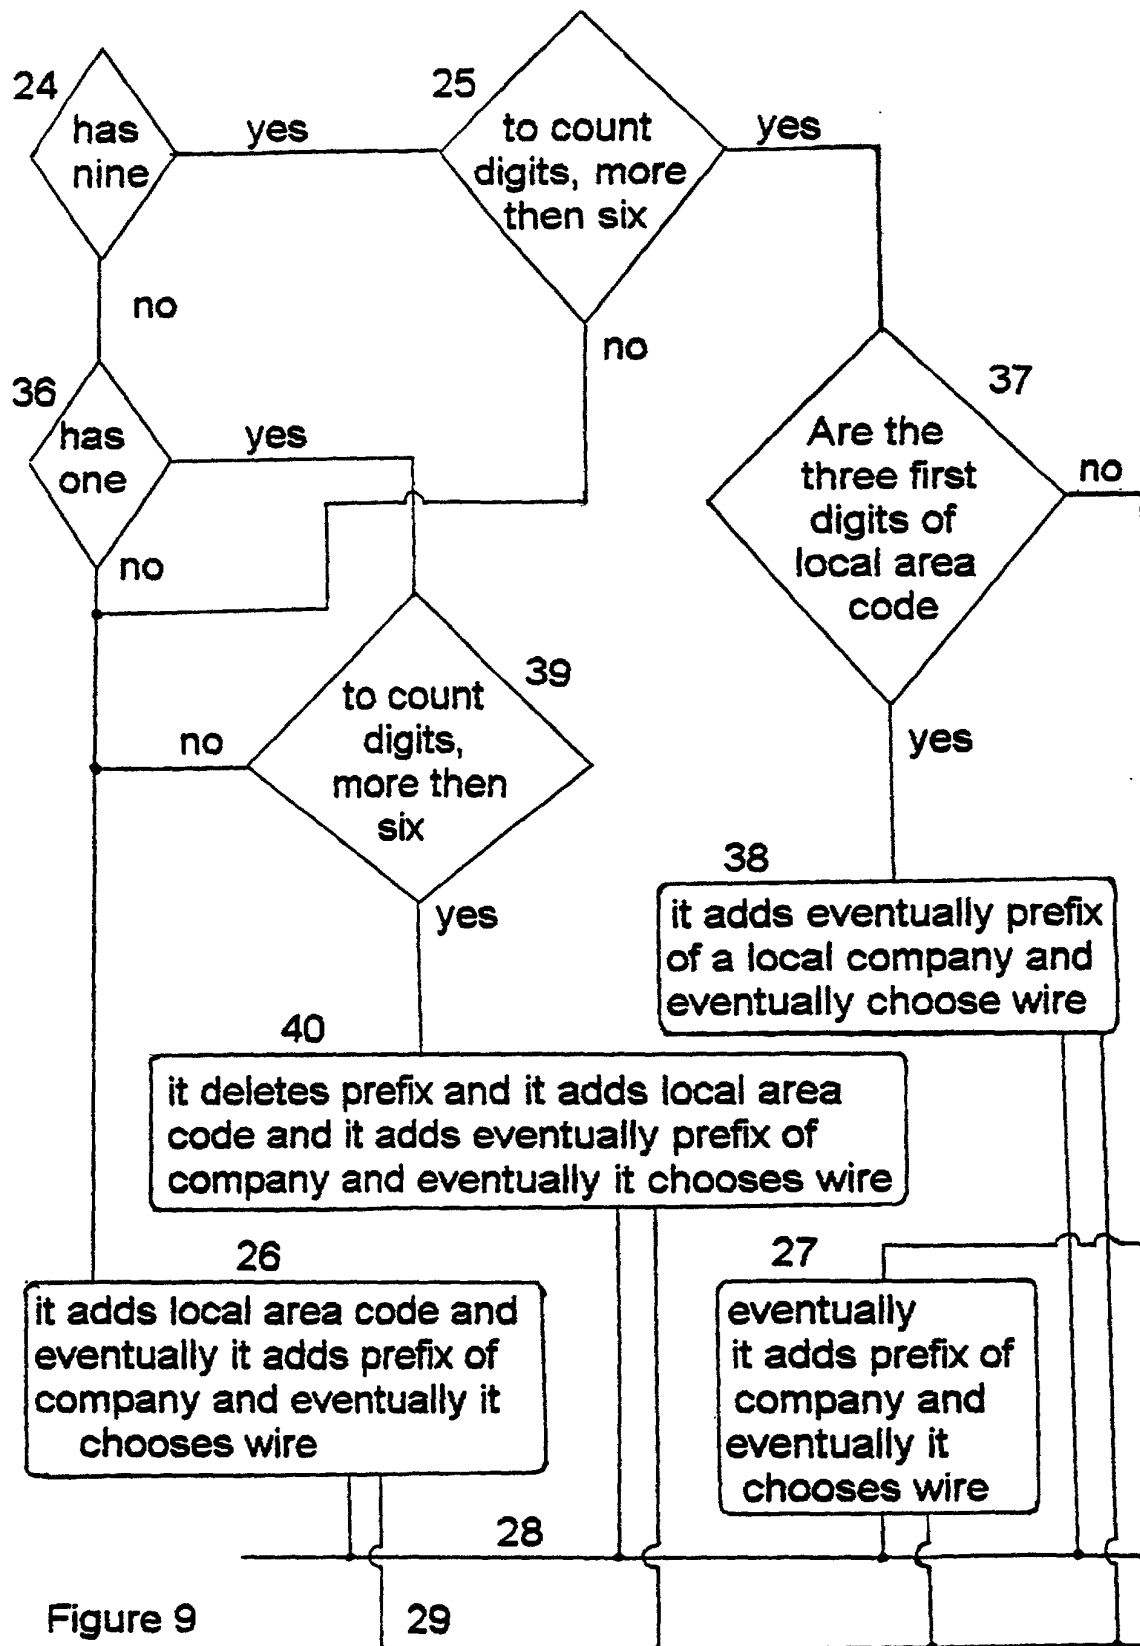 24
has
nine
yes
25
to count
digits, more
then six
yes
no
no
36
has
one
yes
no
37
Are the
three first
digits of
local area
code
no
yes
39
to count
digits,
more then
six
no
yes
38
it adds eventually prefix
of a local company and
eventually choose wire
40
it deletes prefix and it adds local area
code and it adds eventually prefix of
company and eventually it chooses wire
26
it adds local area code and
eventually it adds prefix of
company and eventually it
chooses wire
27
eventually
it adds prefix of
company and
eventually it
chooses wire
28
Figure 9
29